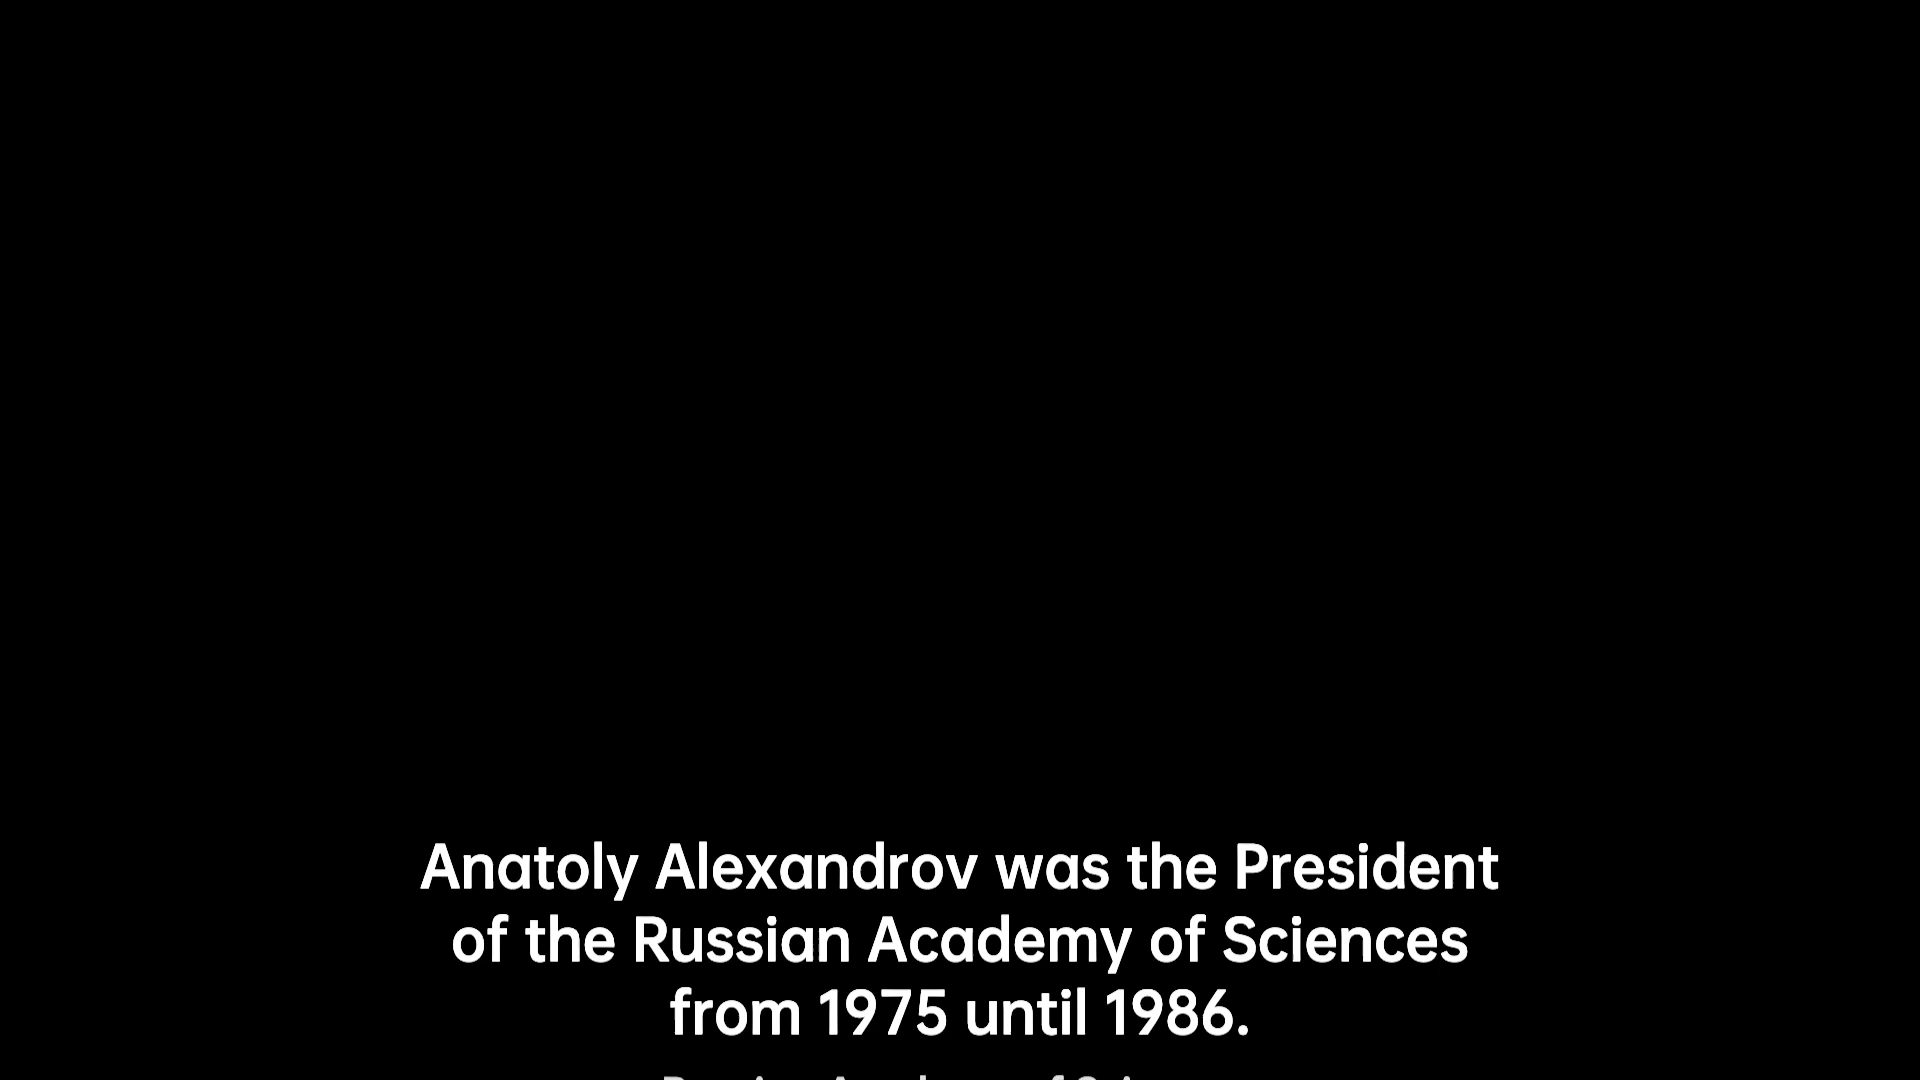 Anatoly Alexandrov was the President
of the Russian Academy of Sciences
from 1975 until 1986.